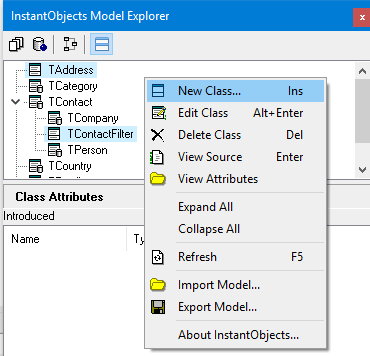 InstantObjects Model Explorer
TAddress
TCategory
TContact
TCompany
TContactFilter
TPerson
TCountry
New Class... Ins
Edit Class Alt+Enter
Delete Class Del
View Source Enter
View Attributes
Expand All
Collapse All
Refresh F5
Import Model...
Export Model...
About InstantObjects...
Class Attributes
Introduced
Name